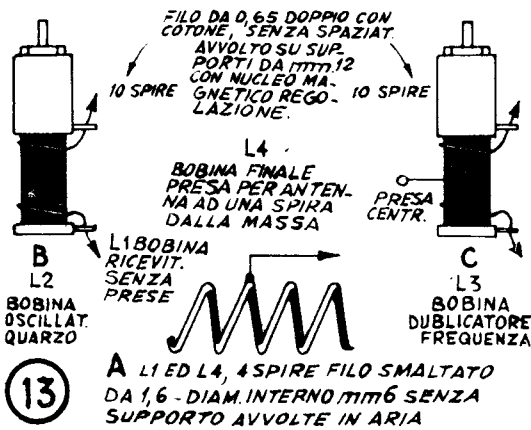 FILO DA 0,65 DOPPIO CON
COTONE, SENZA SPAZIAT.
AVVOLTO SU SUP-
PORTI DA mm. 12
CON NUCLEO MA-
GNETICO REGO-
LAZIONE.
10 SPIRE
10 SPIRE
L4
BOBINA FINALE
PRESA PER ANTEN-
NA AD UNA SPIRA
DALLA MASSA
PRESA
CENTR.
B
L2
BOBINA
OSCILLAT.
QUARZO
L1 BOBINA
RICEVIT.
SENZA
PRESE
C
L3
BOBINA
DUBLICATORE
FREQUENZA
13
A L1 ED L4, 4 SPIRE FILO SMALTATO
DA 1,6 - DIAM. INTERNO mm 6 SENZA
SUPPORTO AVVOLTE IN ARIA